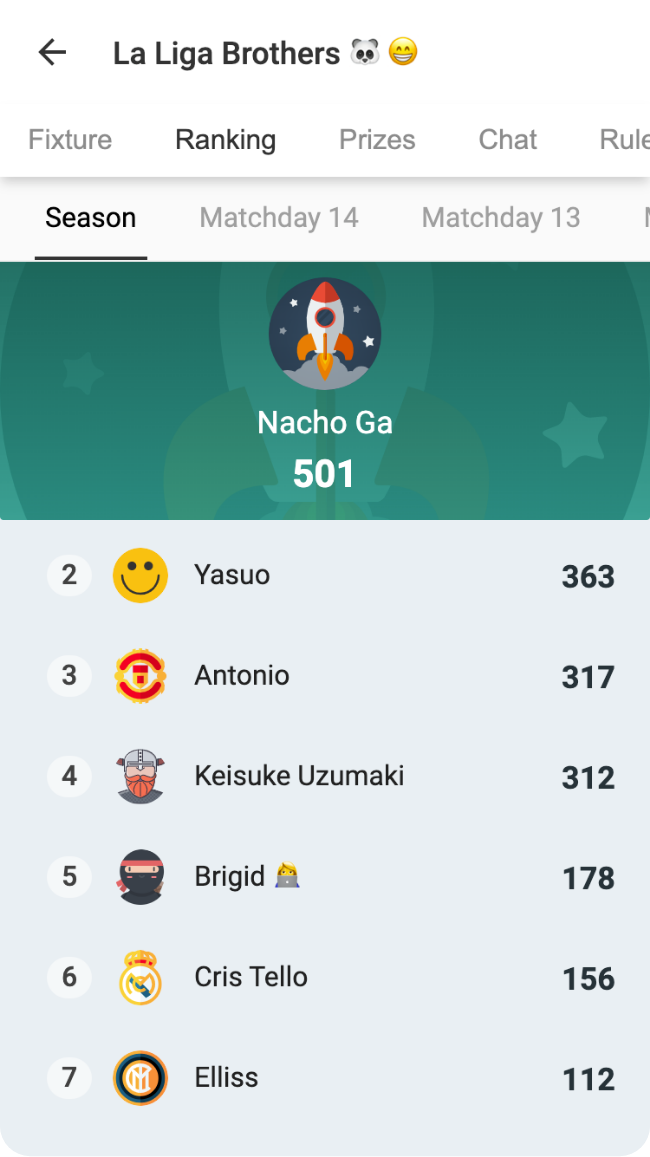 La Liga Brothers 🐼 😁
Fixture Ranking Prizes Chat Rule
Season Matchday 14 Matchday 13
Nacho Ga
501
2 Yasuo 363
3 Antonio 317
4 Keisuke Uzumaki 312
5 Brigid 👩‍💻 178
6 Cris Tello 156
7 Elliss 112